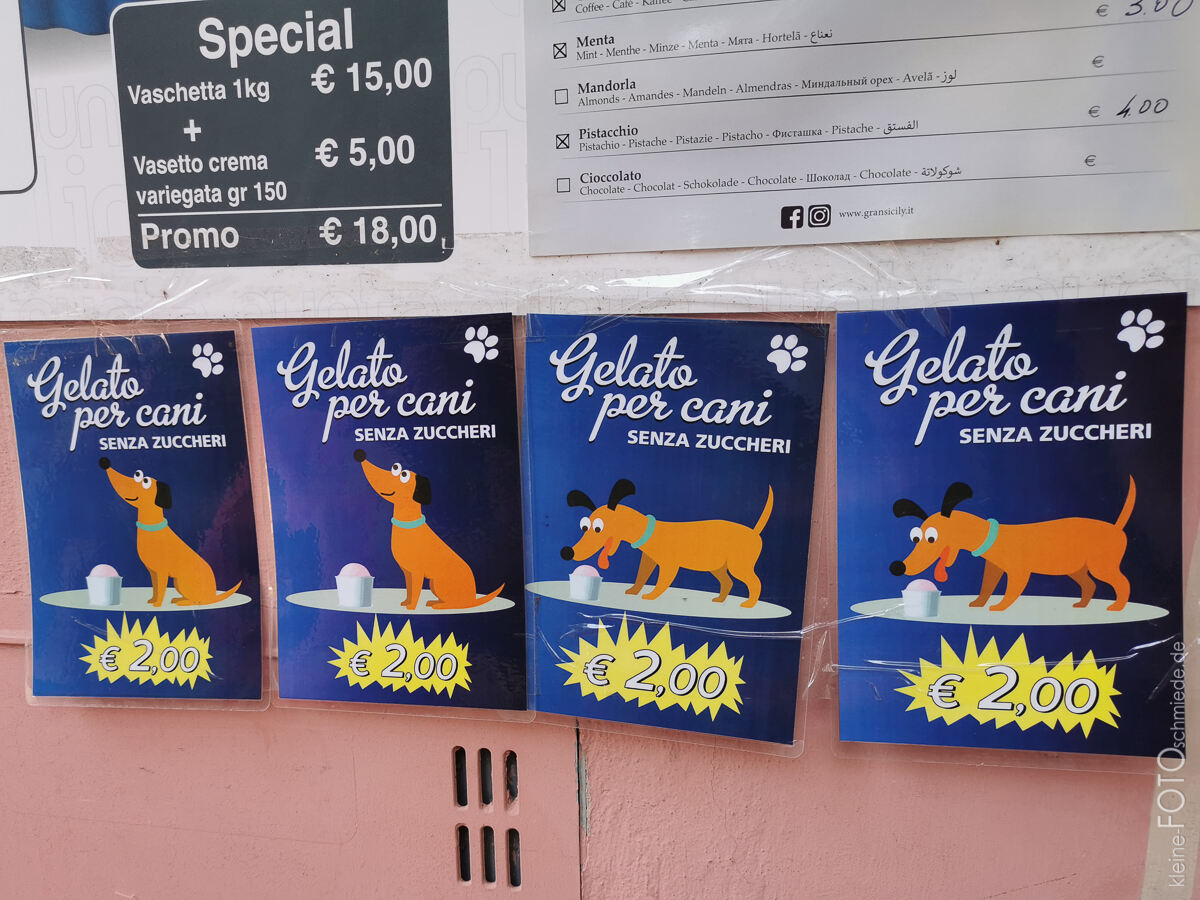 Special
Vaschetta 1kg € 15,00
+
Vasetto crema € 5,00
variegata gr 150
Promo € 18,00
Coffee - Café - Kaffee -
€ 3.00
Menta
Mint - Menthe - Minze - Menta - Мята - Hortelã - نعناع
€
Mandorla
Almonds - Amandes - Mandeln - Almendras - Миндальный орех - Avelã - لوز
€ 4.00
Pistacchio
Pistachio - Pistache - Pistazie - Pistacho - Фисташка - Pistache - الفستق
€
Cioccolato
Chocolate - Chocolat - Schokolade - Chocolate - Шоколад - Chocolate - شوكولاتة
www.gransicily.it
Gelato
per cani
SENZA ZUCCHERI
€ 2,00
Gelato
per cani
SENZA ZUCCHERI
€ 2,00
Gelato
per cani
SENZA ZUCCHERI
€ 2,00
Gelato
per cani
SENZA ZUCCHERI
€ 2,00
kleine-FOTOschmiede.de